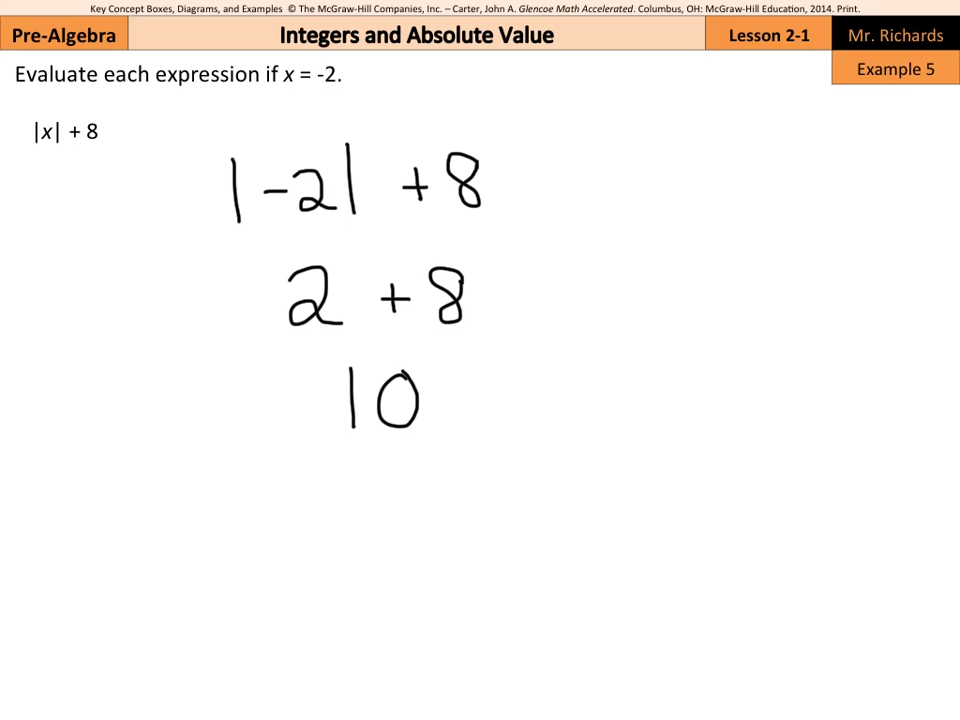 Key Concept Boxes, Diagrams, and Examples © The McGraw-Hill Companies, Inc. – Carter, John A. Glencoe Math Accelerated. Columbus, OH: McGraw-Hill Education, 2014. Print.
Pre-Algebra Integers and Absolute Value Lesson 2-1 Mr. Richards
Example 5
Evaluate each expression if x = -2.
|x| + 8
|-2| + 8
2 + 8
10